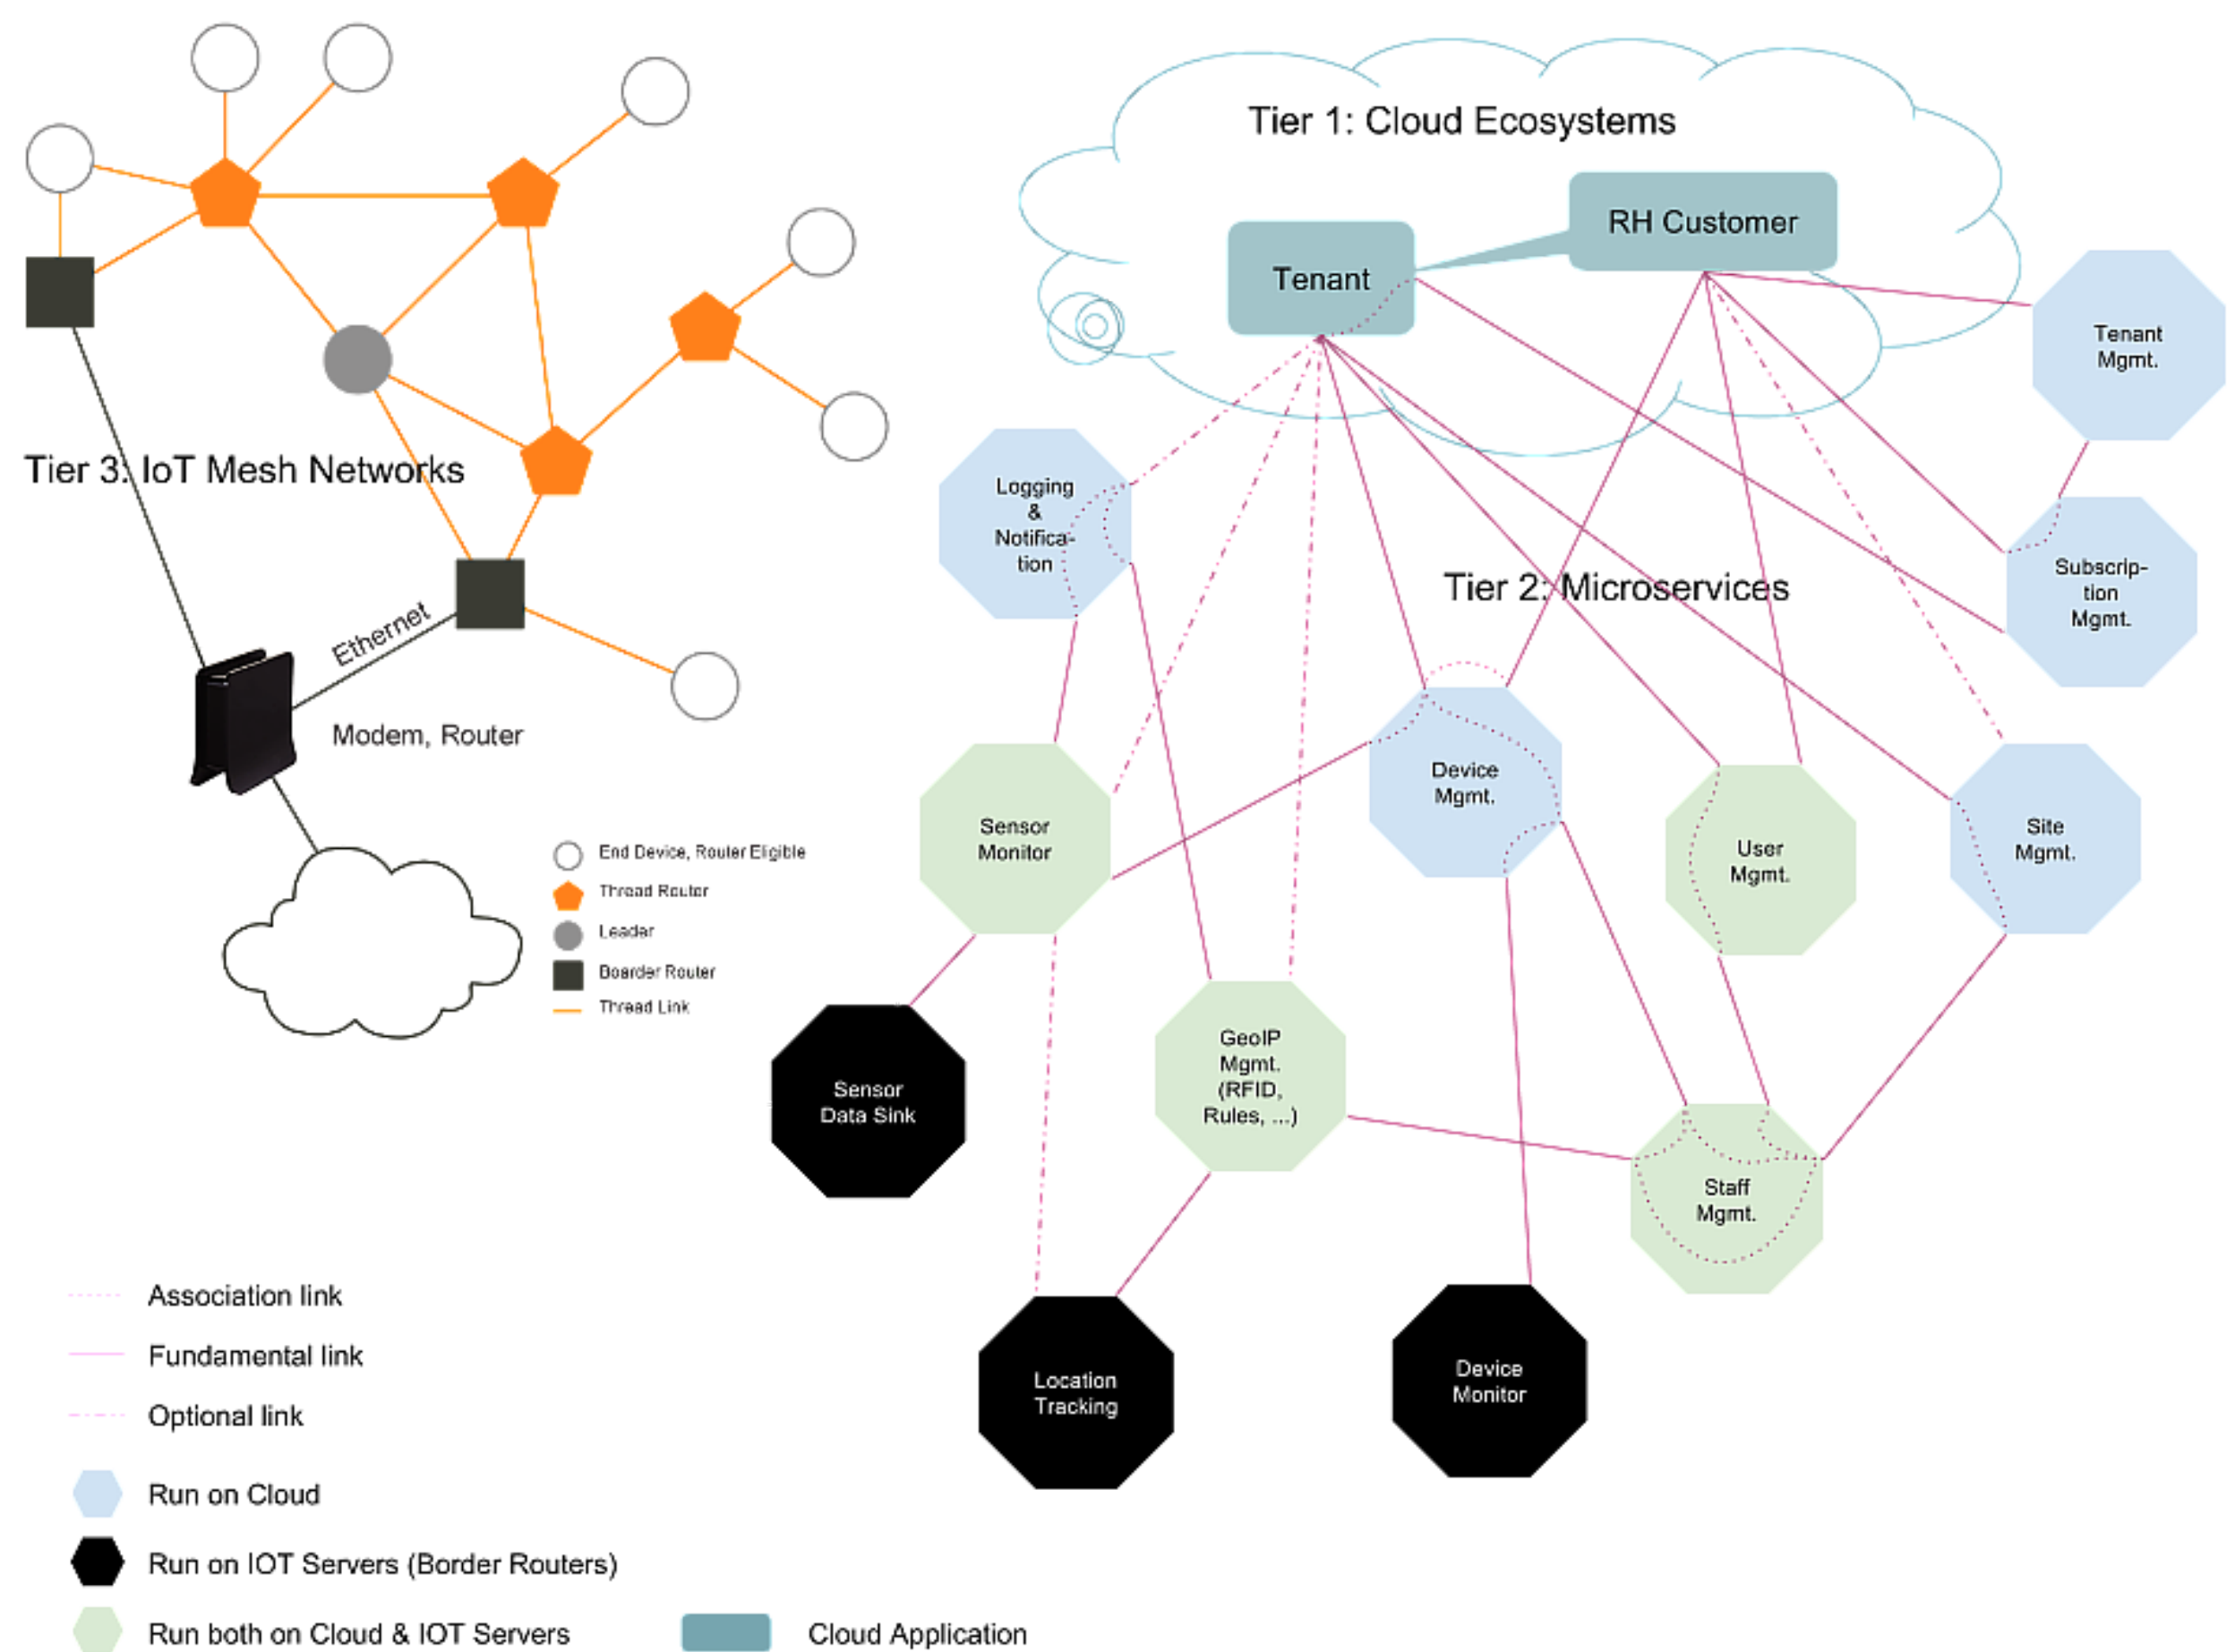 Tier 1: Cloud Ecosystems
RH Customer
Tenant
Tenant
Mgmt.
Tier 3: IoT Mesh Networks
Logging
&
Notifica-
tion
Tier 2: Microservices
Subscrip-
tion
Mgmt.
Ethernet
Modem, Router
Device
Mgmt.
Sensor
Monitor
User
Mgmt.
Site
Mgmt.
End Device, Router Eligible
Thread Router
Leader
Boarder Router
Thread Link
Sensor
Data Sink
GeoIP
Mgmt.
(RFID,
Rules, ...)
Staff
Mgmt.
Location
Tracking
Device
Monitor
Association link
Fundamental link
Optional link
Run on Cloud
Run on IOT Servers (Border Routers)
Run both on Cloud & IOT Servers
Cloud Application